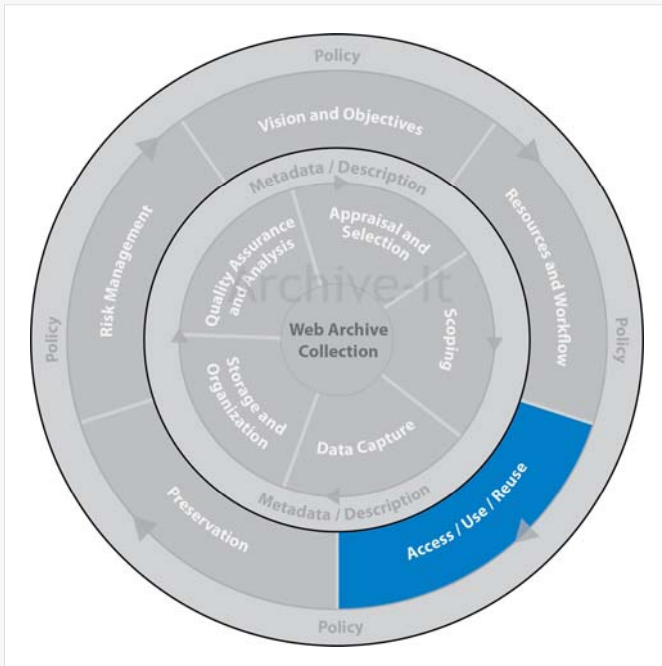 Policy
Vision and Objectives
Metadata / Description
Appraisal and
Selection
Quality Assurance
and Analysis
Resources and Workflow
Risk Management
Archive-It
Web Archive
Collection
Scoping
Policy
Policy
Storage and
Organization
Data Capture
Metadata / Description
Access / Use / Reuse
Preservation
Policy